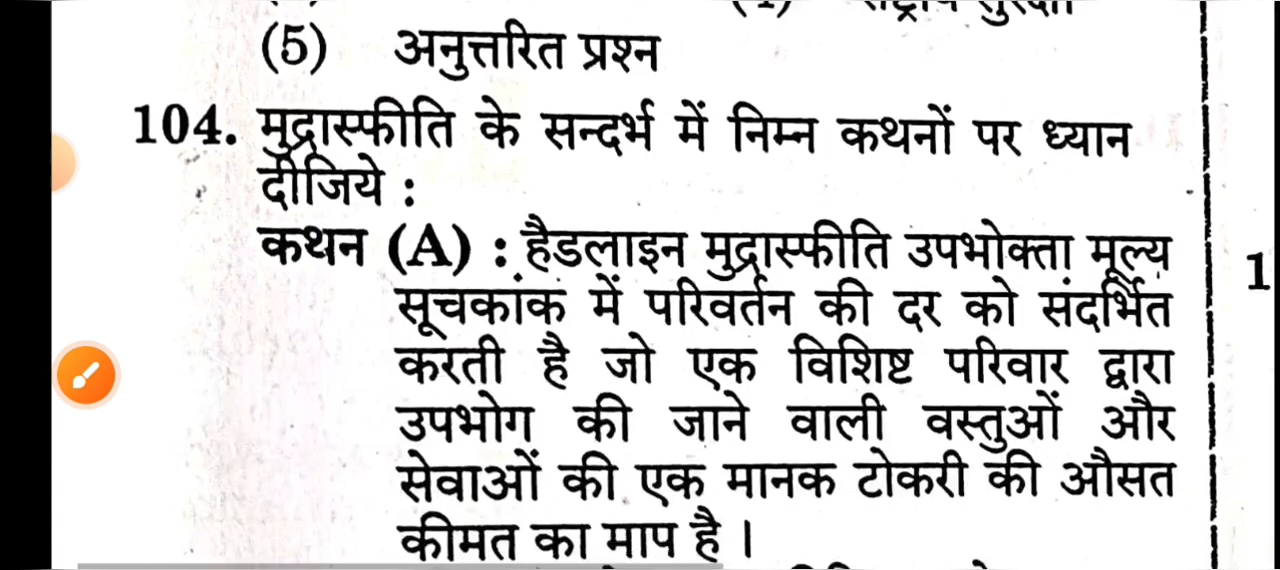 (5) अनुत्तरित प्रश्न
104. मुद्रास्फीति के सन्दर्भ में निम्न कथनों पर ध्यान
दीजिये :
कथन (A) : हैडलाइन मुद्रास्फीति उपभोक्ता मूल्य
सूचकांक में परिवर्तन की दर को संदर्भित
करती है जो एक विशिष्ट परिवार द्वारा
उपभोग की जाने वाली वस्तुओं और
सेवाओं की एक मानक टोकरी की औसत
कीमत का माप है ।
1